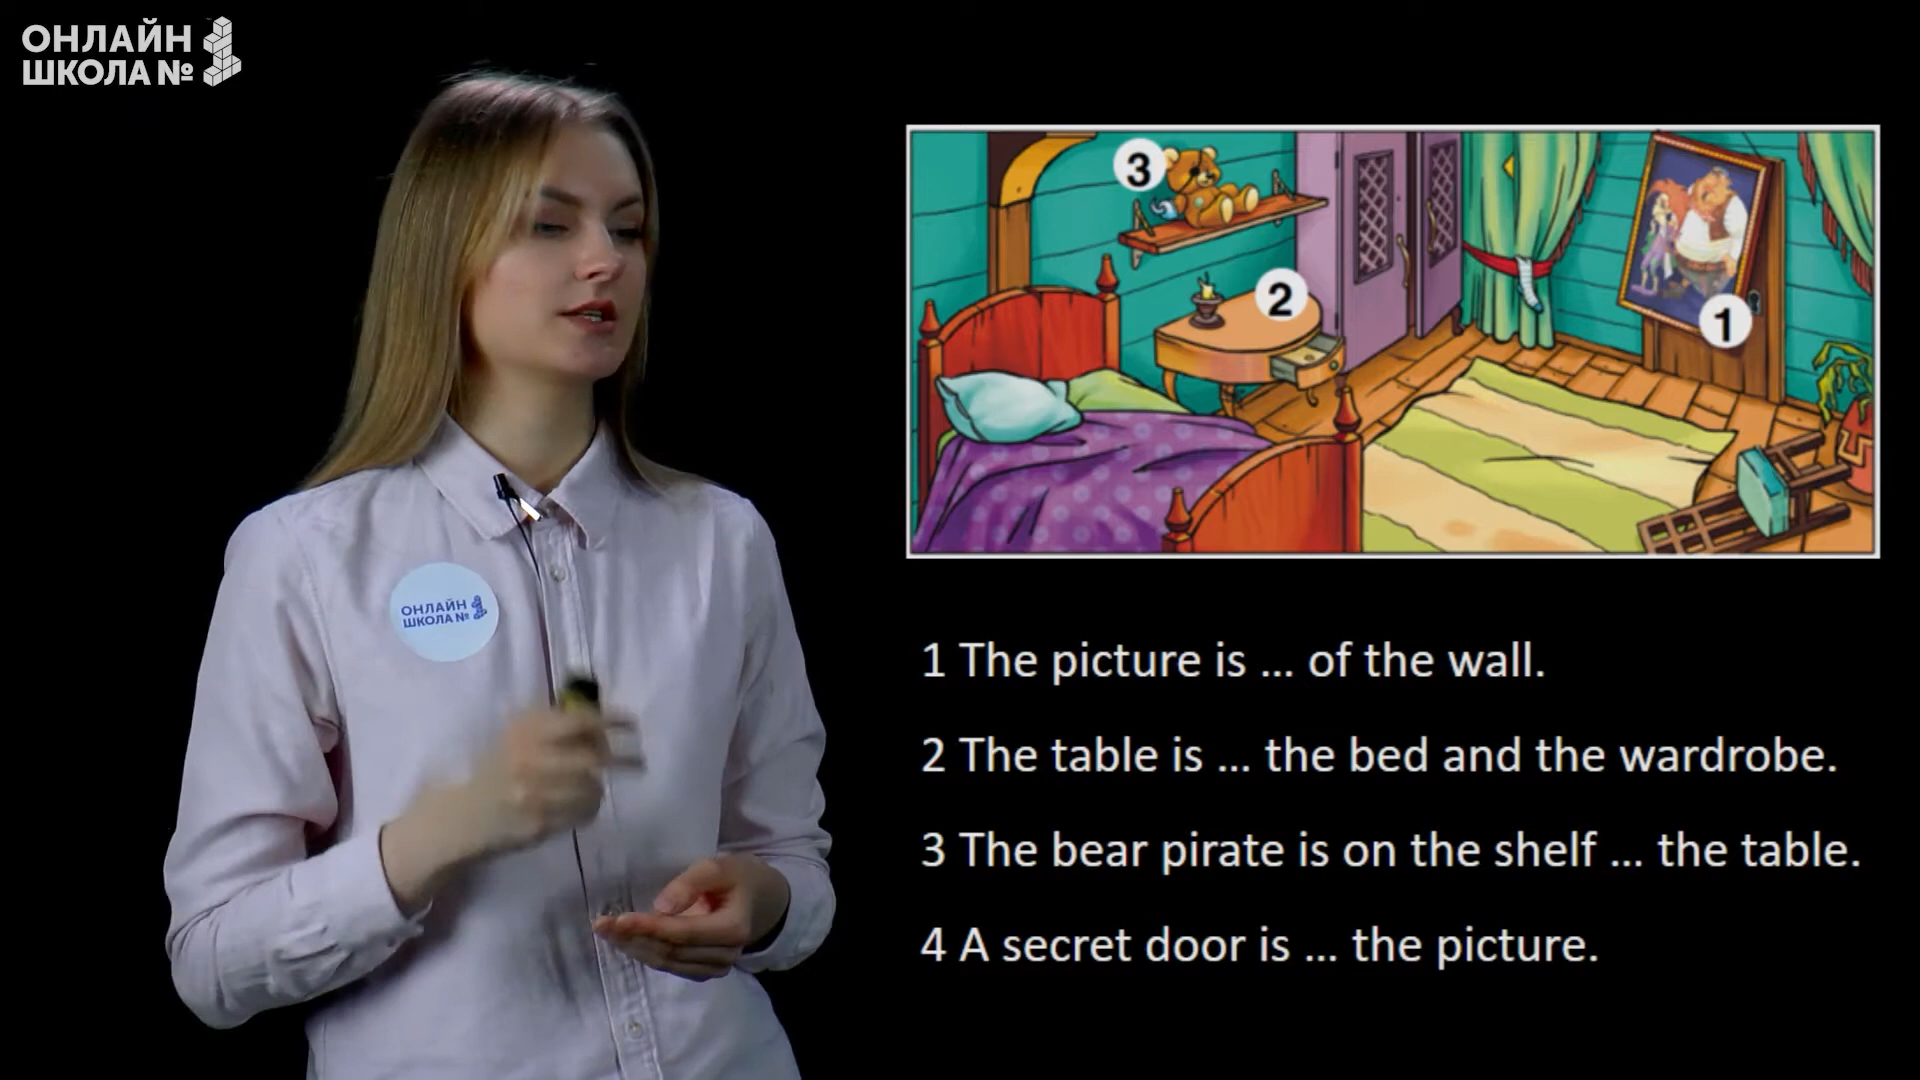 ОНЛАЙН
ШКОЛА №1
ОНЛАЙН
ШКОЛА №1
3
2
1
1 The picture is ... of the wall.
2 The table is ... the bed and the wardrobe.
3 The bear pirate is on the shelf ... the table.
4 A secret door is ... the picture.